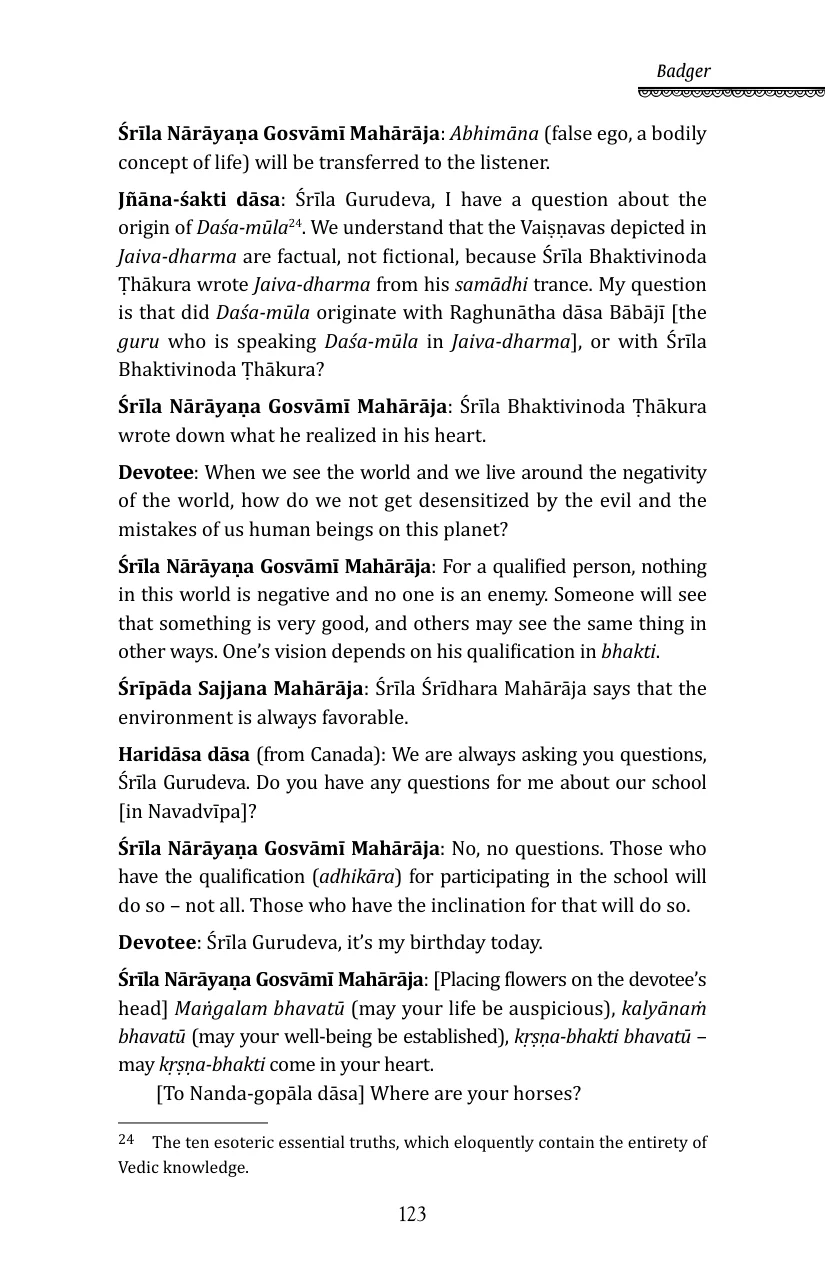 Badger
Śrīla Nārāyaṇa Gosvāmī Mahārāja: Abhimāna (false ego, a bodily
concept of life) will be transferred to the listener.
Jñāna-śakti dāsa: Śrīla Gurudeva, I have a question about the
origin of Daśa-mūla24. We understand that the Vaiṣṇavas depicted in
Jaiva-dharma are factual, not fictional, because Śrīla Bhaktivinoda
Ṭhākura wrote Jaiva-dharma from his samādhi trance. My question
is that did Daśa-mūla originate with Raghunātha dāsa Bābājī [the
guru who is speaking Daśa-mūla in Jaiva-dharma], or with Śrīla
Bhaktivinoda Ṭhākura?
Śrīla Nārāyaṇa Gosvāmī Mahārāja: Śrīla Bhaktivinoda Ṭhākura
wrote down what he realized in his heart.
Devotee: When we see the world and we live around the negativity
of the world, how do we not get desensitized by the evil and the
mistakes of us human beings on this planet?
Śrīla Nārāyaṇa Gosvāmī Mahārāja: For a qualified person, nothing
in this world is negative and no one is an enemy. Someone will see
that something is very good, and others may see the same thing in
other ways. One’s vision depends on his qualification in bhakti.
Śrīpāda Sajjana Mahārāja: Śrīla Śrīdhara Mahārāja says that the
environment is always favorable.
Haridāsa dāsa (from Canada): We are always asking you questions,
Śrīla Gurudeva. Do you have any questions for me about our school
[in Navadvīpa]?
Śrīla Nārāyaṇa Gosvāmī Mahārāja: No, no questions. Those who
have the qualification (adhikāra) for participating in the school will
do so – not all. Those who have the inclination for that will do so.
Devotee: Śrīla Gurudeva, it’s my birthday today.
Śrīla Nārāyaṇa Gosvāmī Mahārāja: [Placing flowers on the devotee’s
head] Maṅgalam bhavatū (may your life be auspicious), kalyānaṁ
bhavatū (may your well-being be established), kṛṣṇa-bhakti bhavatū –
may kṛṣṇa-bhakti come in your heart.
[To Nanda-gopāla dāsa] Where are your horses?
24 The ten esoteric essential truths, which eloquently contain the entirety of
Vedic knowledge.
123